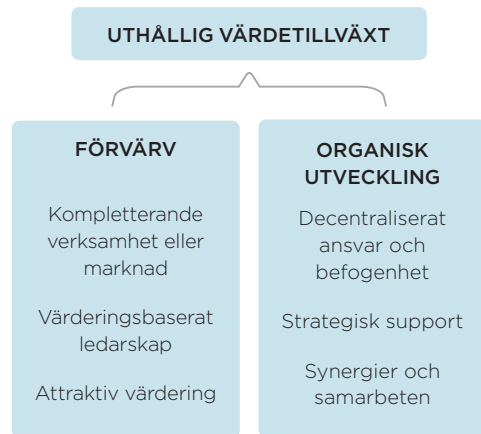 UTHÅLLIG VÄRDETILLVÄXT
FÖRVÄRV
Kompletterande
verksamhet eller
marknad
Värderingsbaserat
ledarskap
Attraktiv värdering
ORGANISK
UTVECKLING
Decentraliserat
ansvar och
befogenhet
Strategisk support
Synergier och
samarbeten